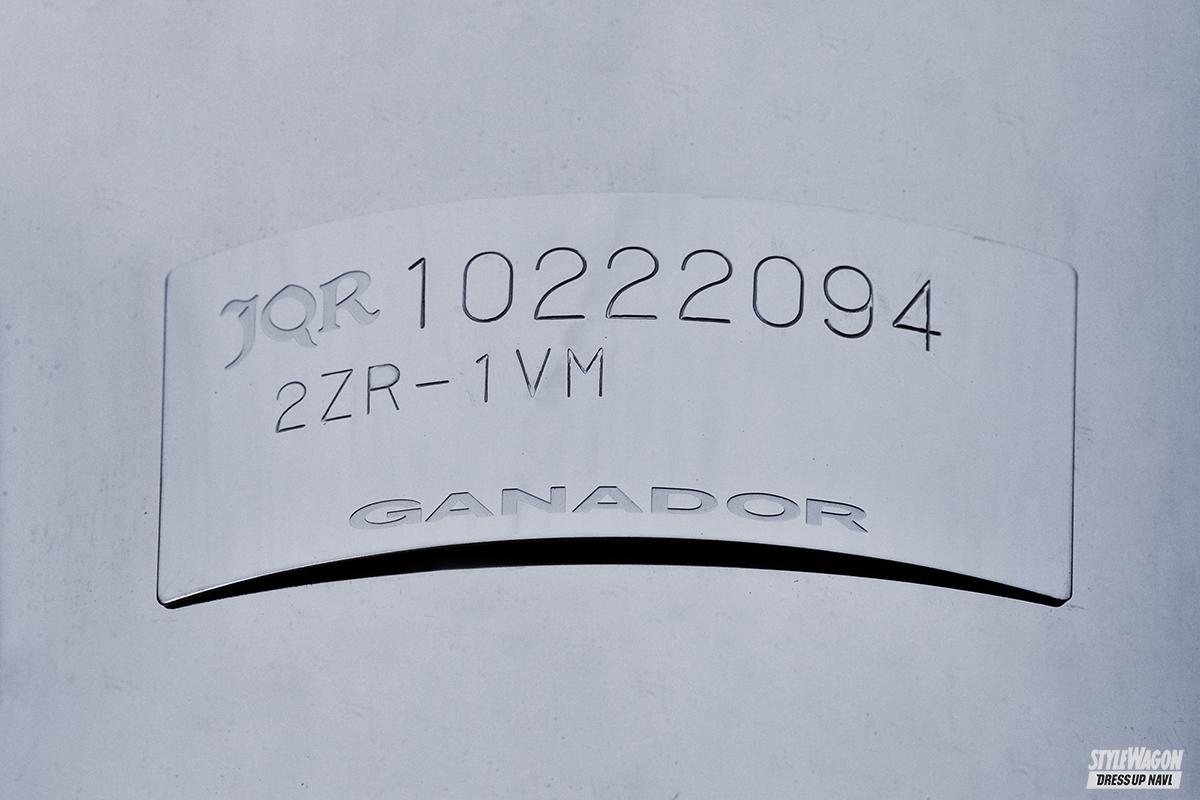 JQR 10222094
2ZR-1VM
GANADOR
STYLEWAGON
DRESS UP NAVI